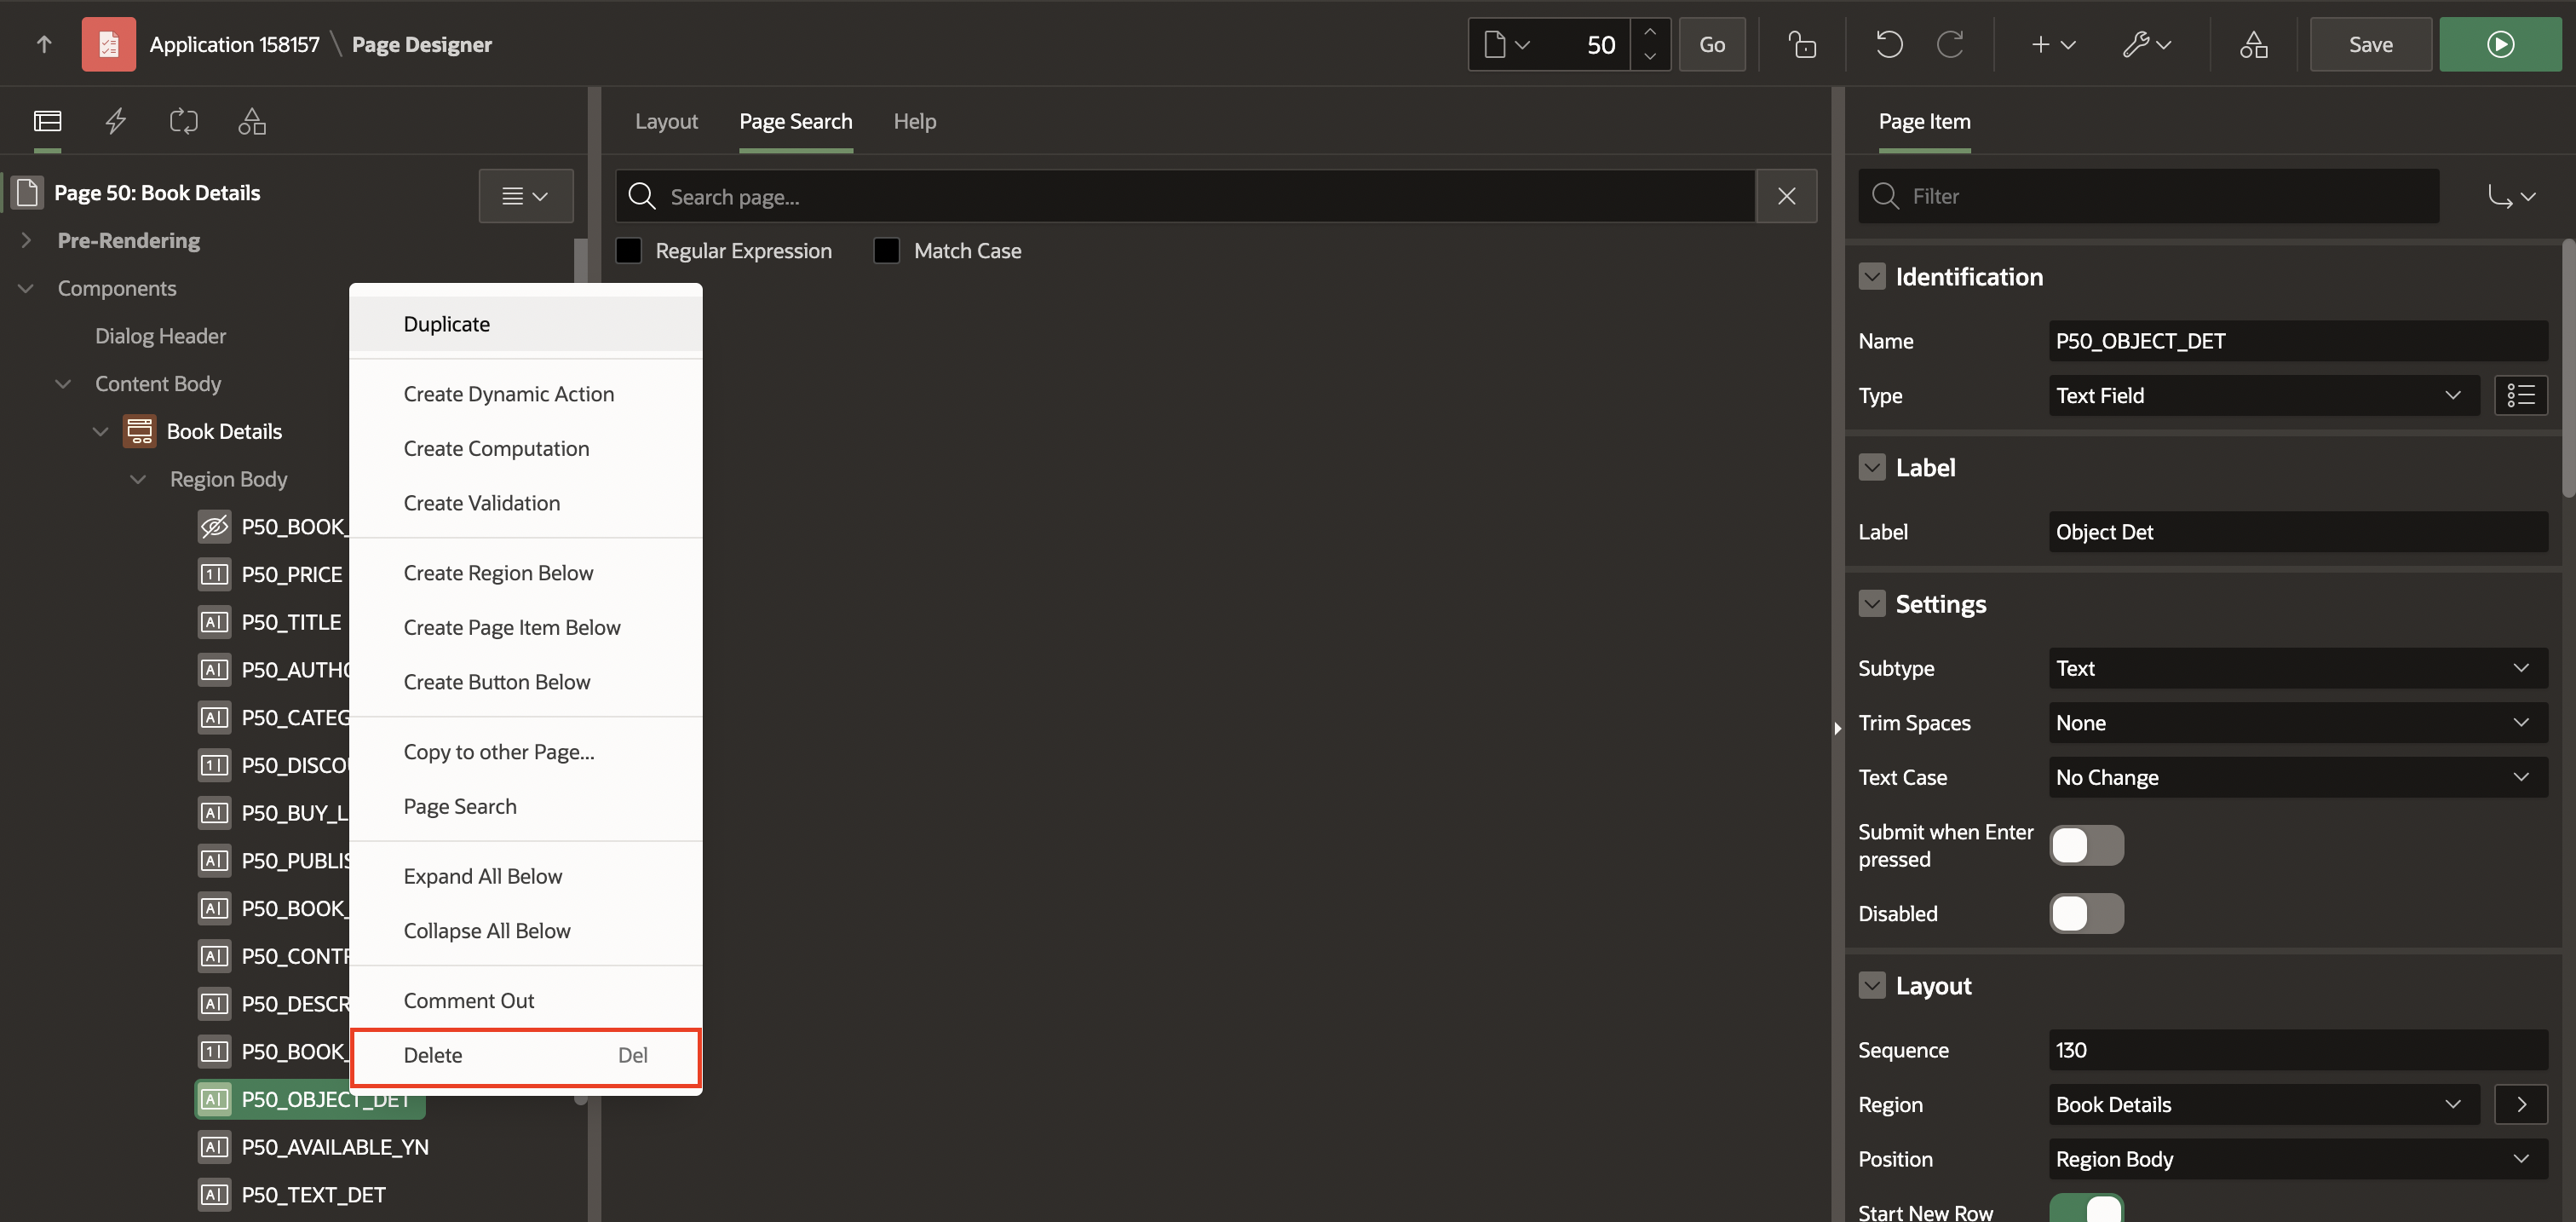 Application 158157 \ Page Designer
50
Go
Save
Page 50: Book Details
Pre-Rendering
Components
Dialog Header
Content Body
Book Details
Region Body
P50_BOOK_
P50_PRICE
P50_TITLE
P50_AUTHO
P50_CATEG
P50_DISCOU
P50_BUY_L
P50_PUBLIS
P50_BOOK_
P50_CONTR
P50_DESCR
P50_BOOK_
P50_OBJECT_DET
P50_AVAILABLE_YN
P50_TEXT_DET
Duplicate
Create Dynamic Action
Create Computation
Create Validation
Create Region Below
Create Page Item Below
Create Button Below
Copy to other Page...
Page Search
Expand All Below
Collapse All Below
Comment Out
Delete Del
Layout Page Search Help
Search page...
Regular Expression Match Case
Page Item
Filter
Identification
Name P50_OBJECT_DET
Type Text Field
Label
Label Object Det
Settings
Subtype Text
Trim Spaces None
Text Case No Change
Submit when Enter
pressed
Disabled
Layout
Sequence 130
Region Book Details
Position Region Body
Start New Row